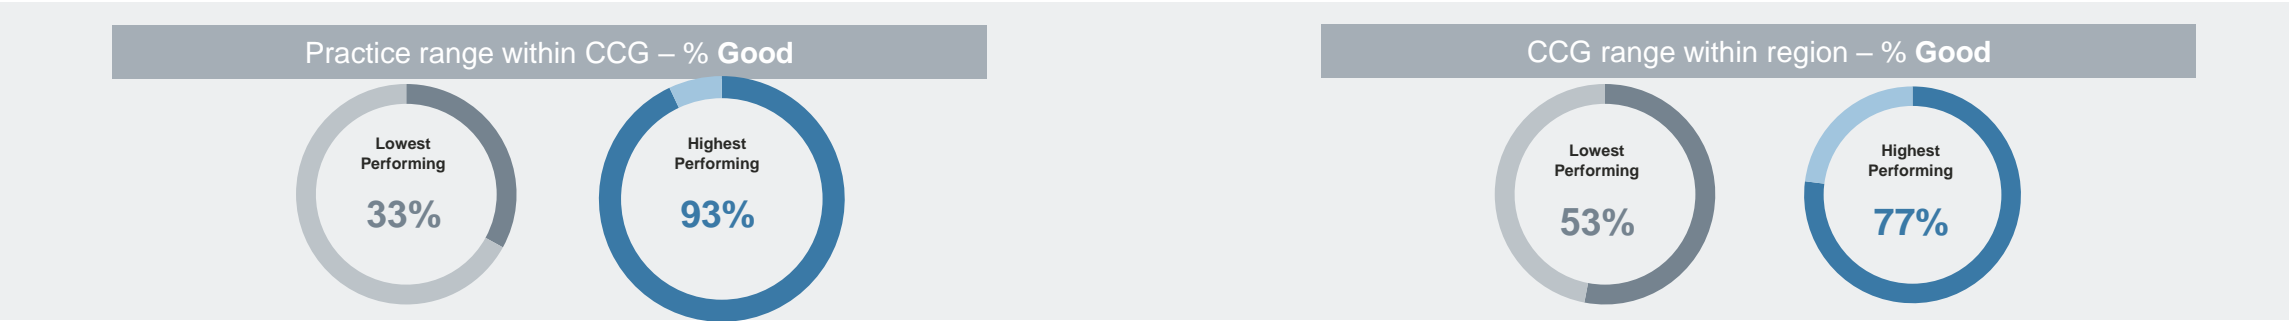 Practice range within CCG – % Good
Lowest
Performing
33%
Highest
Performing
93%
CCG range within region – % Good
Lowest
Performing
53%
Highest
Performing
77%